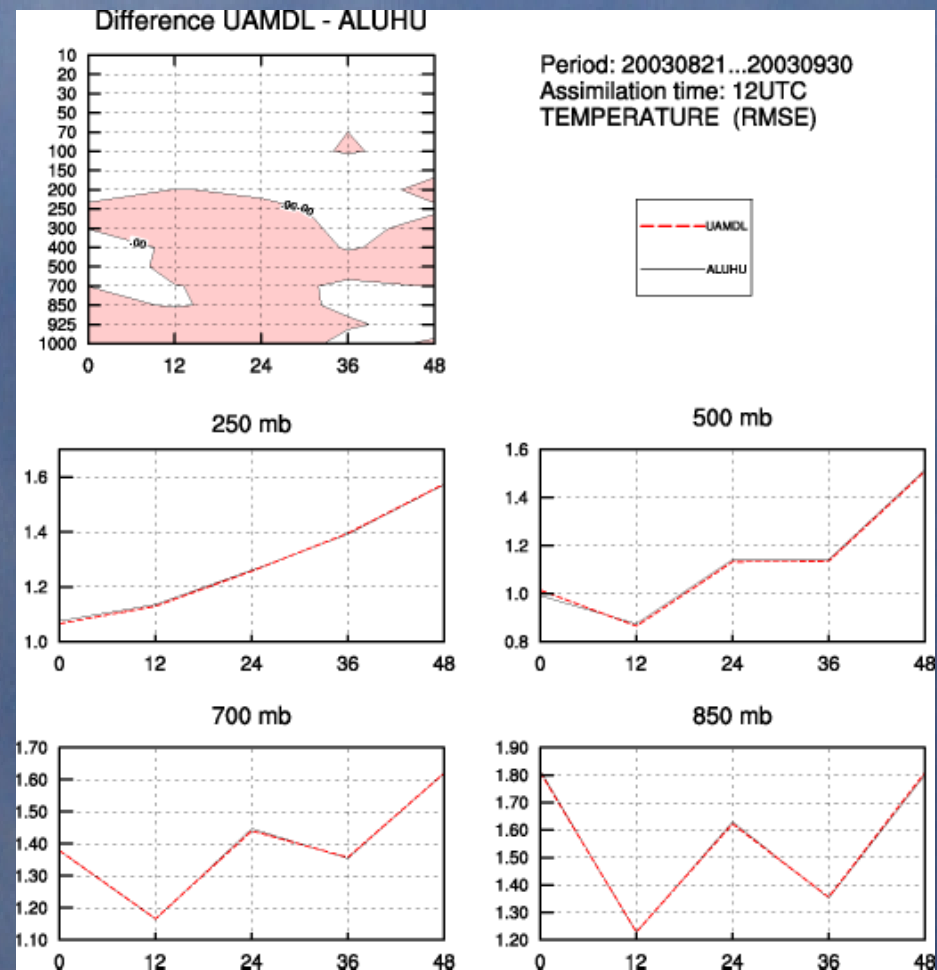 Difference UAMDL - ALUHU
10
20
30
50
70
100
150
200
250
300
400
500
700
850
925
1000
.00
.00
.00
0 12 24 36 48
Period: 20030821...20030930
Assimilation time: 12UTC
TEMPERATURE (RMSE)
UAMDL
ALUHU
250 mb
1.6
1.4
1.2
1.0
0 12 24 36 48
500 mb
1.6
1.4
1.2
1.0
0.8
0 12 24 36 48
700 mb
1.70
1.60
1.50
1.40
1.30
1.20
1.10
0 12 24 36 48
850 mb
1.90
1.80
1.70
1.60
1.50
1.40
1.30
1.20
0 12 24 36 48